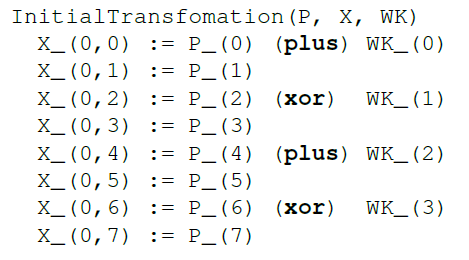 InitialTransfomation(P, X, WK)
X_(0,0) := P_(0) (plus) WK_(0)
X_(0,1) := P_(1)
X_(0,2) := P_(2) (xor) WK_(1)
X_(0,3) := P_(3)
X_(0,4) := P_(4) (plus) WK_(2)
X_(0,5) := P_(5)
X_(0,6) := P_(6) (xor) WK_(3)
X_(0,7) := P_(7)